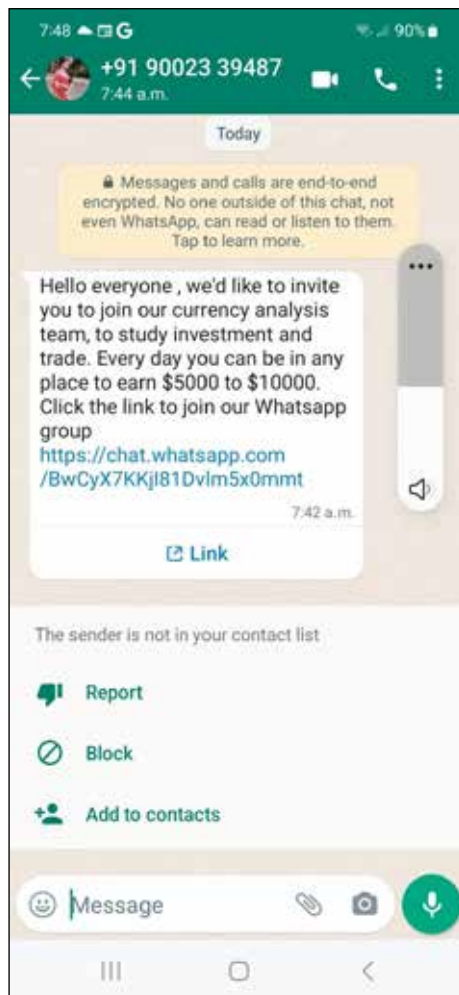 7:48 G 90%
+91 90023 39487
7:44 a.m.
Today
Messages and calls are end-to-end
encrypted. No one outside of this chat, not
even WhatsApp, can read or listen to them.
Tap to learn more.
Hello everyone , we'd like to invite
you to join our currency analysis
team, to study investment and
trade. Every day you can be in any
place to earn $5000 to $10000.
Click the link to join our Whatsapp
group
https://chat.whatsapp.com
/BwCyX7KKjI81Dvlm5x0mmt
7:42 a.m.
Link
The sender is not in your contact list
Report
Block
Add to contacts
Message